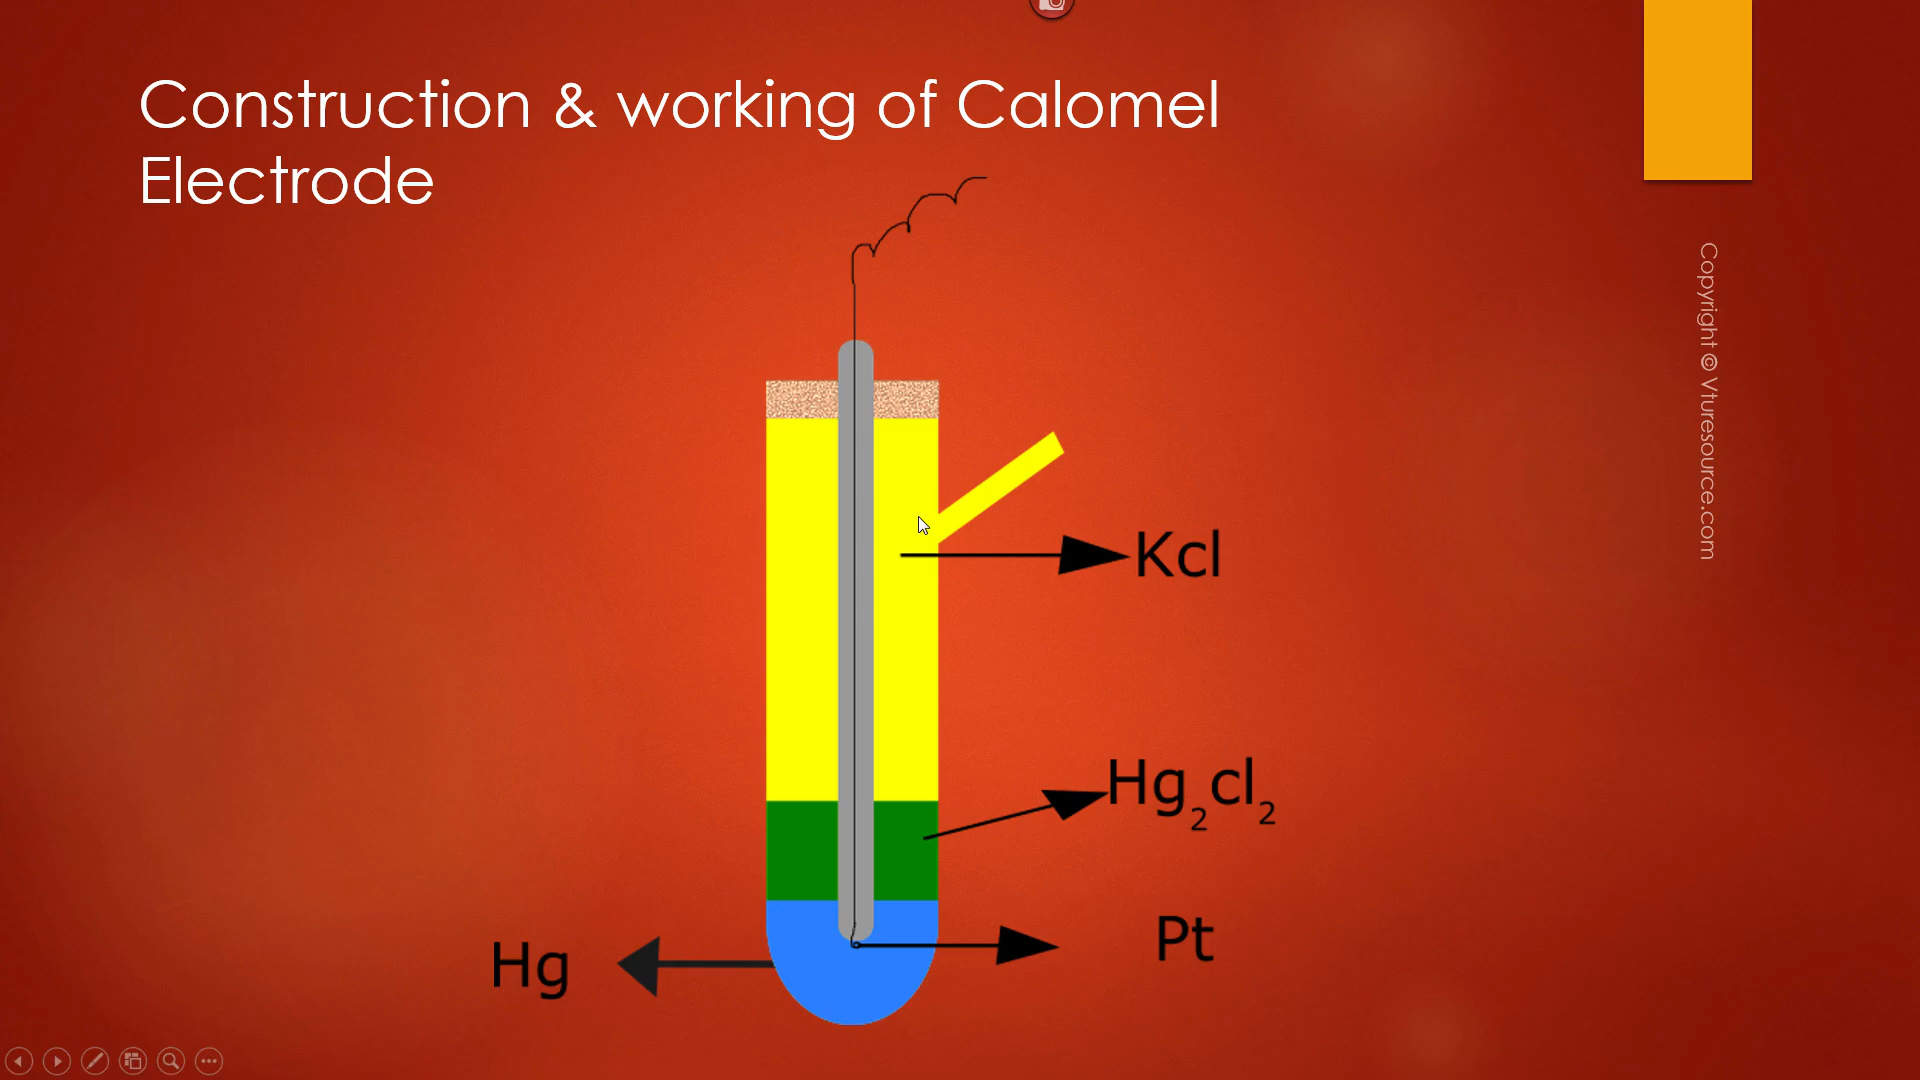 Construction & working of Calomel
Electrode
Copyright © Vturesource.com
Kcl
Hg₂cl₂
Pt
Hg